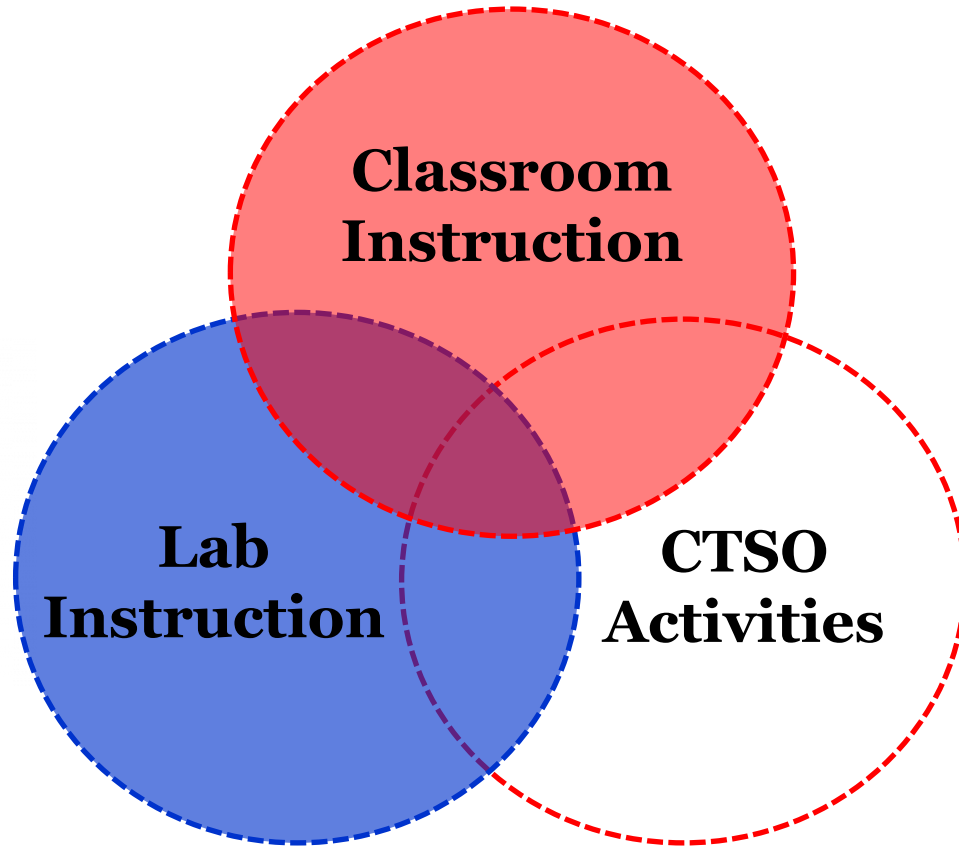 Classroom
Instruction
Lab
Instruction
CTSO
Activities